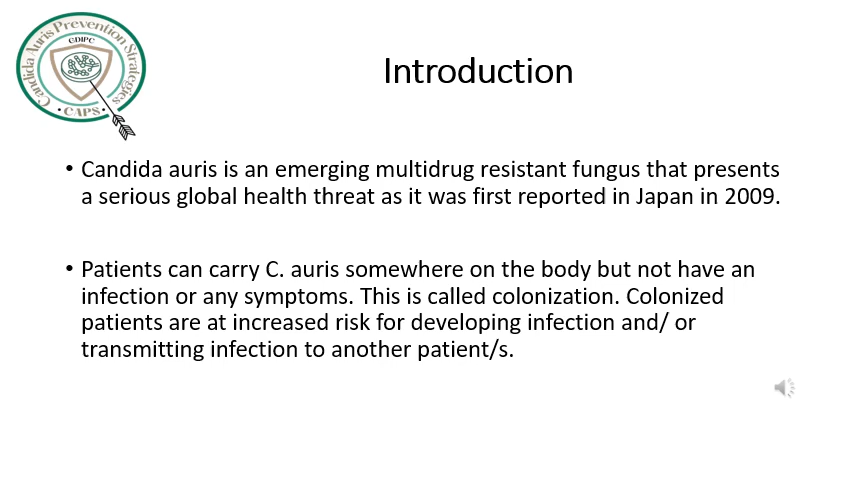 Candida Auris Prevention Strategies
GDIPC
• CAPS •
Introduction
• Candida auris is an emerging multidrug resistant fungus that presents
a serious global health threat as it was first reported in Japan in 2009.
• Patients can carry C. auris somewhere on the body but not have an
infection or any symptoms. This is called colonization. Colonized
patients are at increased risk for developing infection and/ or
transmitting infection to another patient/s.